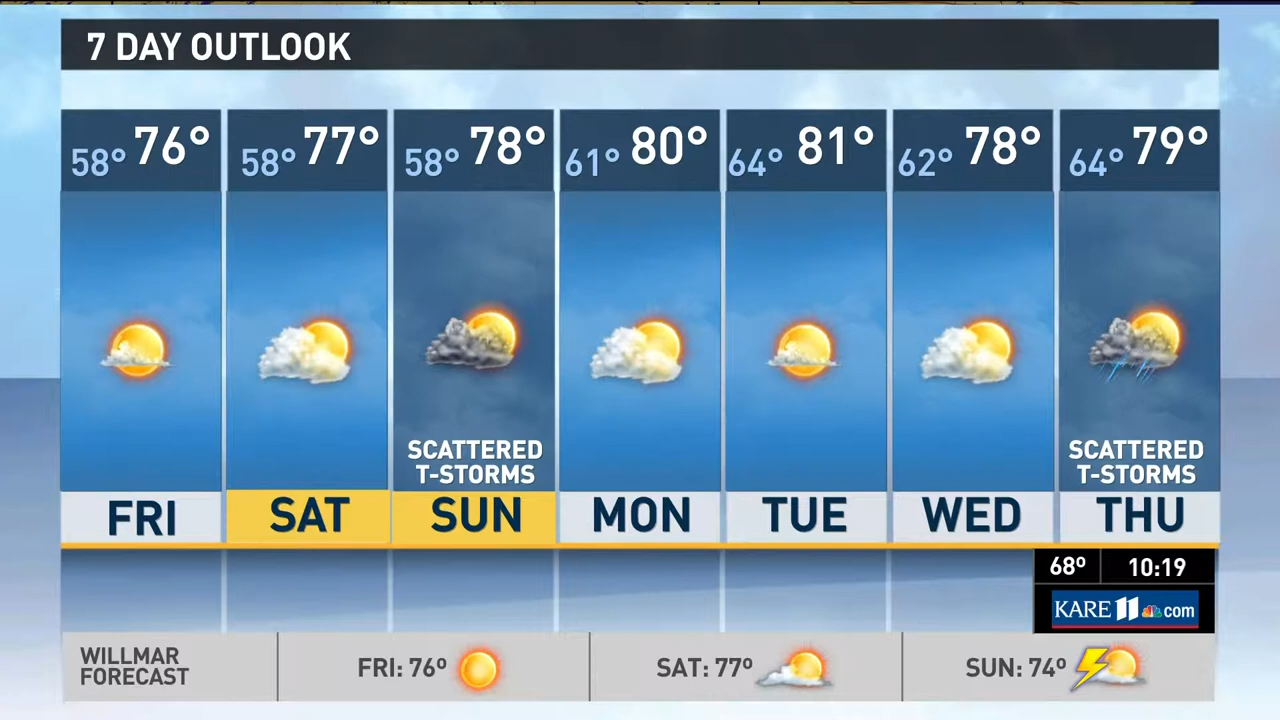 7 DAY OUTLOOK
58° 76°
58° 77°
58° 78°
61° 80°
64° 81°
62° 78°
64° 79°
SCATTERED
T-STORMS
SCATTERED
T-STORMS
FRI
SAT
SUN
MON
TUE
WED
THU
68° 10:19
KARE 11 .com
WILLMAR
FORECAST
FRI: 76°
SAT: 77°
SUN: 74°